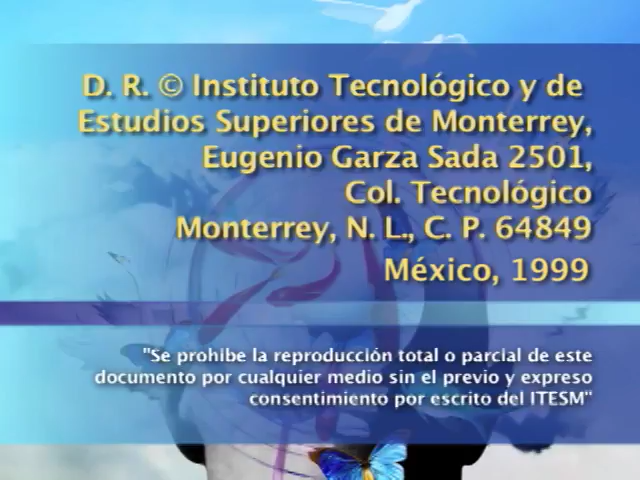 D. R. © Instituto Tecnológico y de
Estudios Superiores de Monterrey,
Eugenio Garza Sada 2501,
Col. Tecnológico
Monterrey, N. L., C. P. 64849
México, 1999
"Se prohibe la reproducción total o parcial de este
documento por cualquier medio sin el previo y expreso
consentimiento por escrito del ITESM"